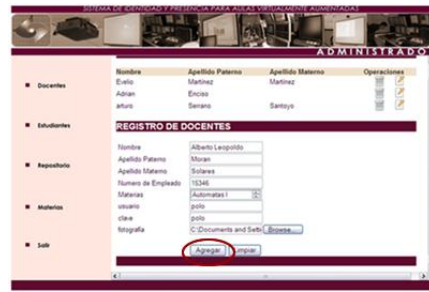 SISTEMA DE IDENTIDAD Y PRESENCIA PARA AULAS VIRTUALMENTE AUMENTADAS
ADMINISTRADO
Nombre Apellido Paterno Apellido Materno Operaciones
Evelio Martinez Martinez
Adrian Enciso
arturo Serrano Santoyo
Docentes
Estudiantes
Repositorio
Materias
Salir
REGISTRO DE DOCENTES
Nombre Alberto Leopoldo
Apellido Paterno Moran
Apellido Materno Solares
Numero de Empleado 15346
Materias Automatas I
usuario polo
clave polo
fotografia C:\Documents and Setti Browse...
Agregar Limpiar